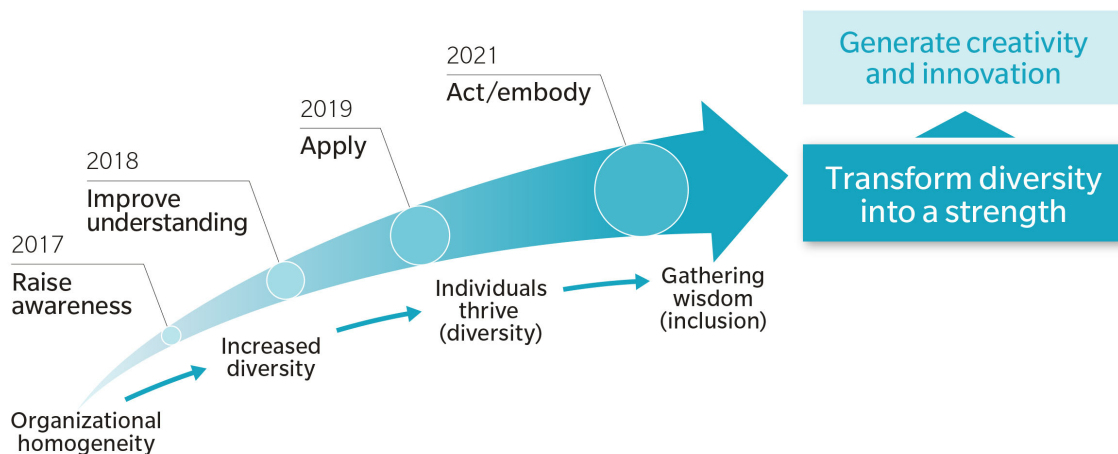 2017
Raise
awareness
2018
Improve
understanding
2019
Apply
2021
Act/embody
Organizational
homogeneity
Increased
diversity
Individuals
thrive
(diversity)
Gathering
wisdom
(inclusion)
Generate creativity
and innovation
Transform diversity
into a strength